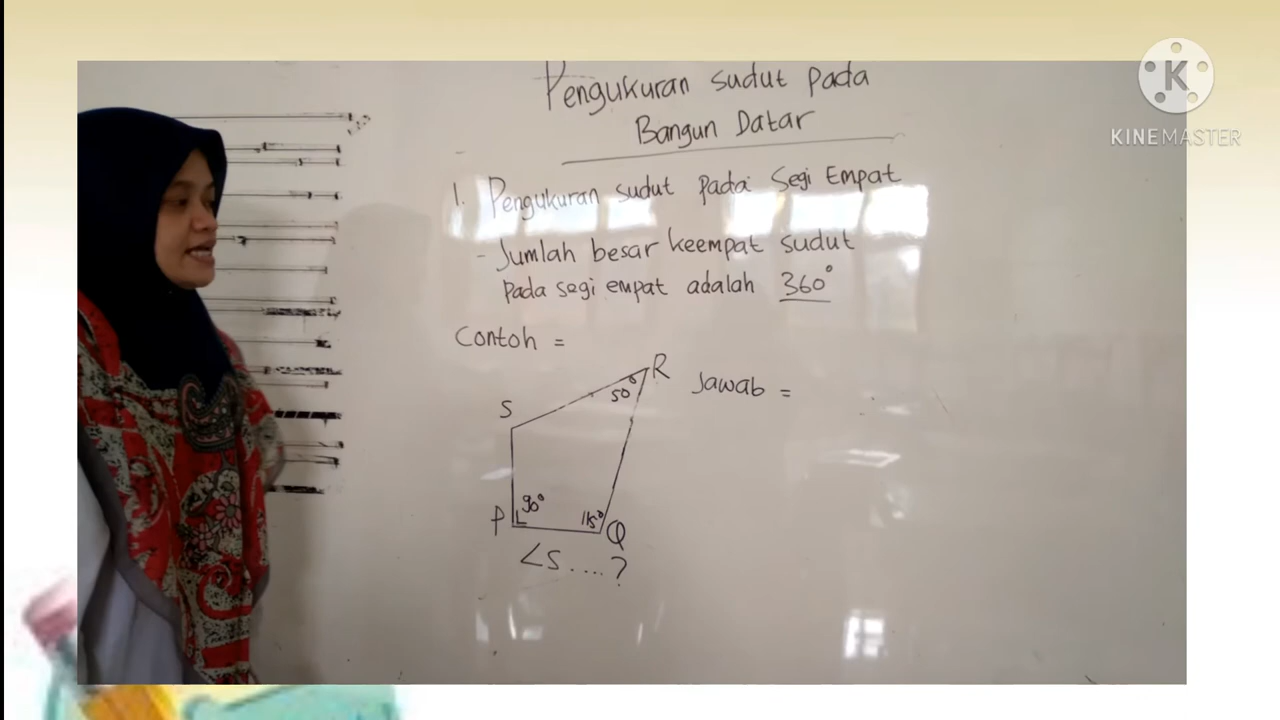 Pengukuran sudut pada
Bangun Datar
1. Pengukuran sudut pada Segi Empat
- Jumlah besar keempat sudut
pada segi empat adalah 360°
Contoh =
Jawab =
R
50°
S
90°
115°
P
Q
∠S....?
K
KINEMASTER